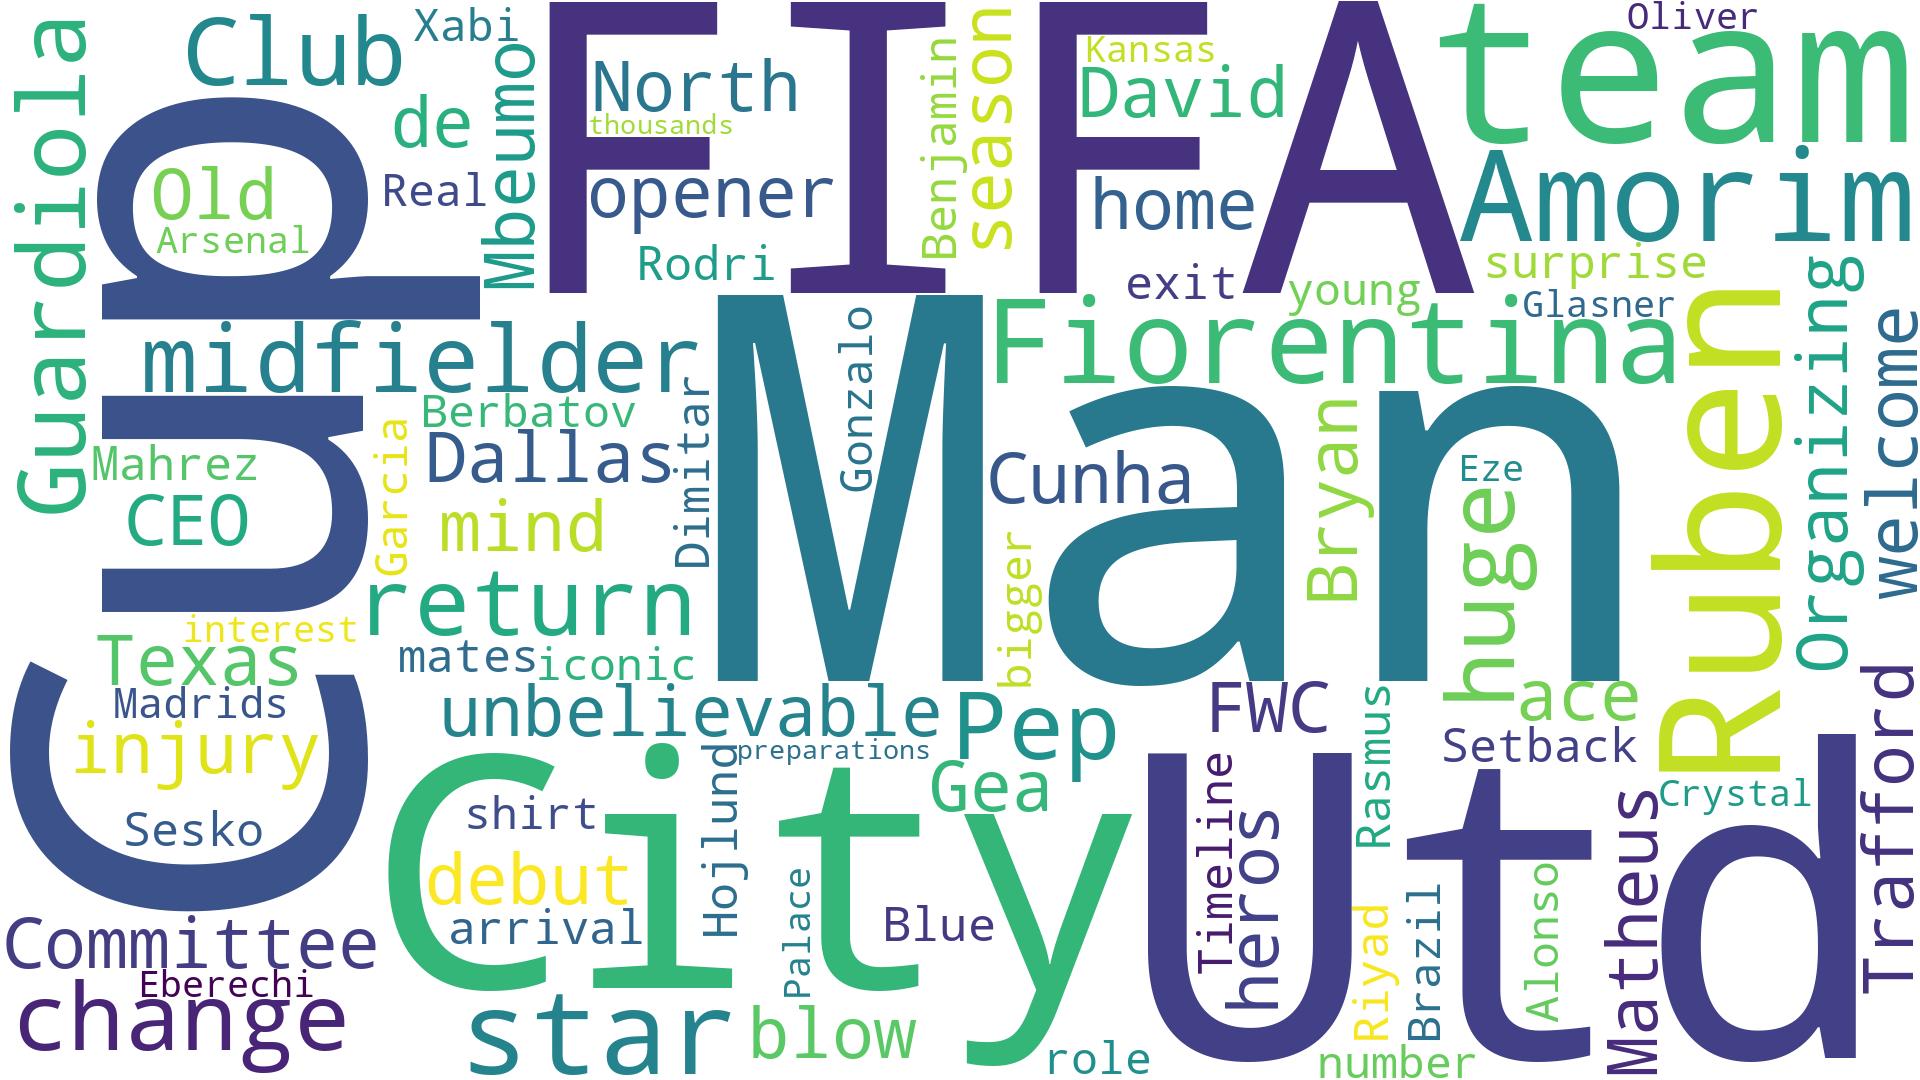 Guardiola
Club
Xabi
Mbeumo
FIFA
North
thousands
opener
Rodri
Benjamin
season
Kansas
David
home
exit
team
Oliver
Amorim
surprise
Glasner
young
de
Real
Old
Arsenal
Cup
midfielder
Berbatov
Dallas
Garcia
mind
Mahrez
CEO
Dimitar
Gonzalo
Man
Fiorentina
Cunha
Bryan
Eze
huge
Ruben
Organizing
welcome
return
interest
Texas
mates
iconic
bigger
Madrids
injury
Sesko
unbelievable
preparations
Pep
Gea
FWC
Rasmus
ace
Setback
Crystal
Trafford
City
shirt
debut
arrival
Hojlund
Palace
Blue
Utd
Timeline
heros
Riyad
Brazil
Alonso
Matheus
Committee
Eberechi
change
star
blow
role
number